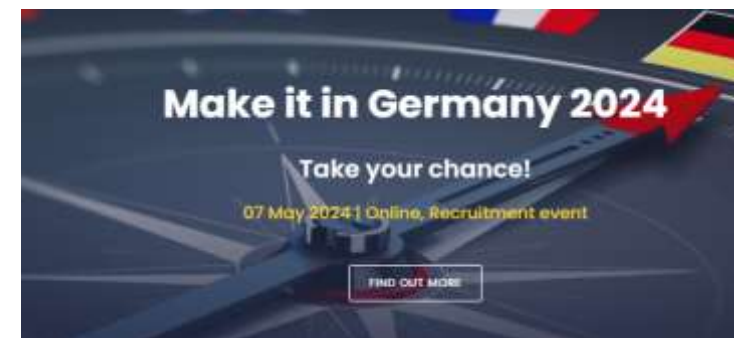 Make it in Germany 2024
Take your chance!
07 May 2024 | Online, Recruitment event
FIND OUT MORE